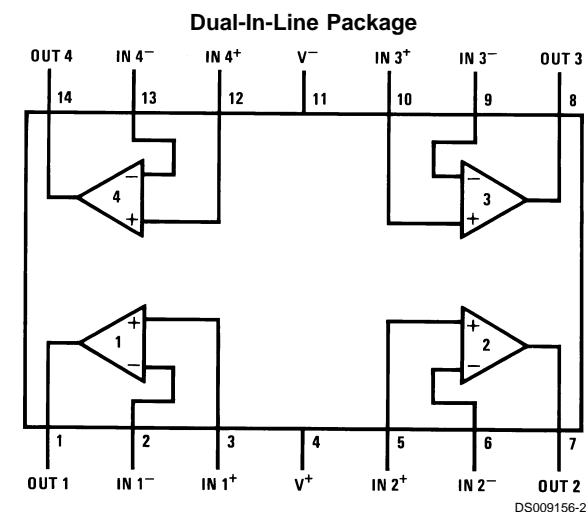 Dual-In-Line Package
OUT 4 IN 4− IN 4+ V− IN 3+ IN 3− OUT 3
14 13 12 11 10 9 8
− −
4 3
+ +
+ +
1 2
− −
1 2 3 4 5 6 7
OUT 1 IN 1− IN 1+ V+ IN 2+ IN 2− OUT 2
DS009156-2